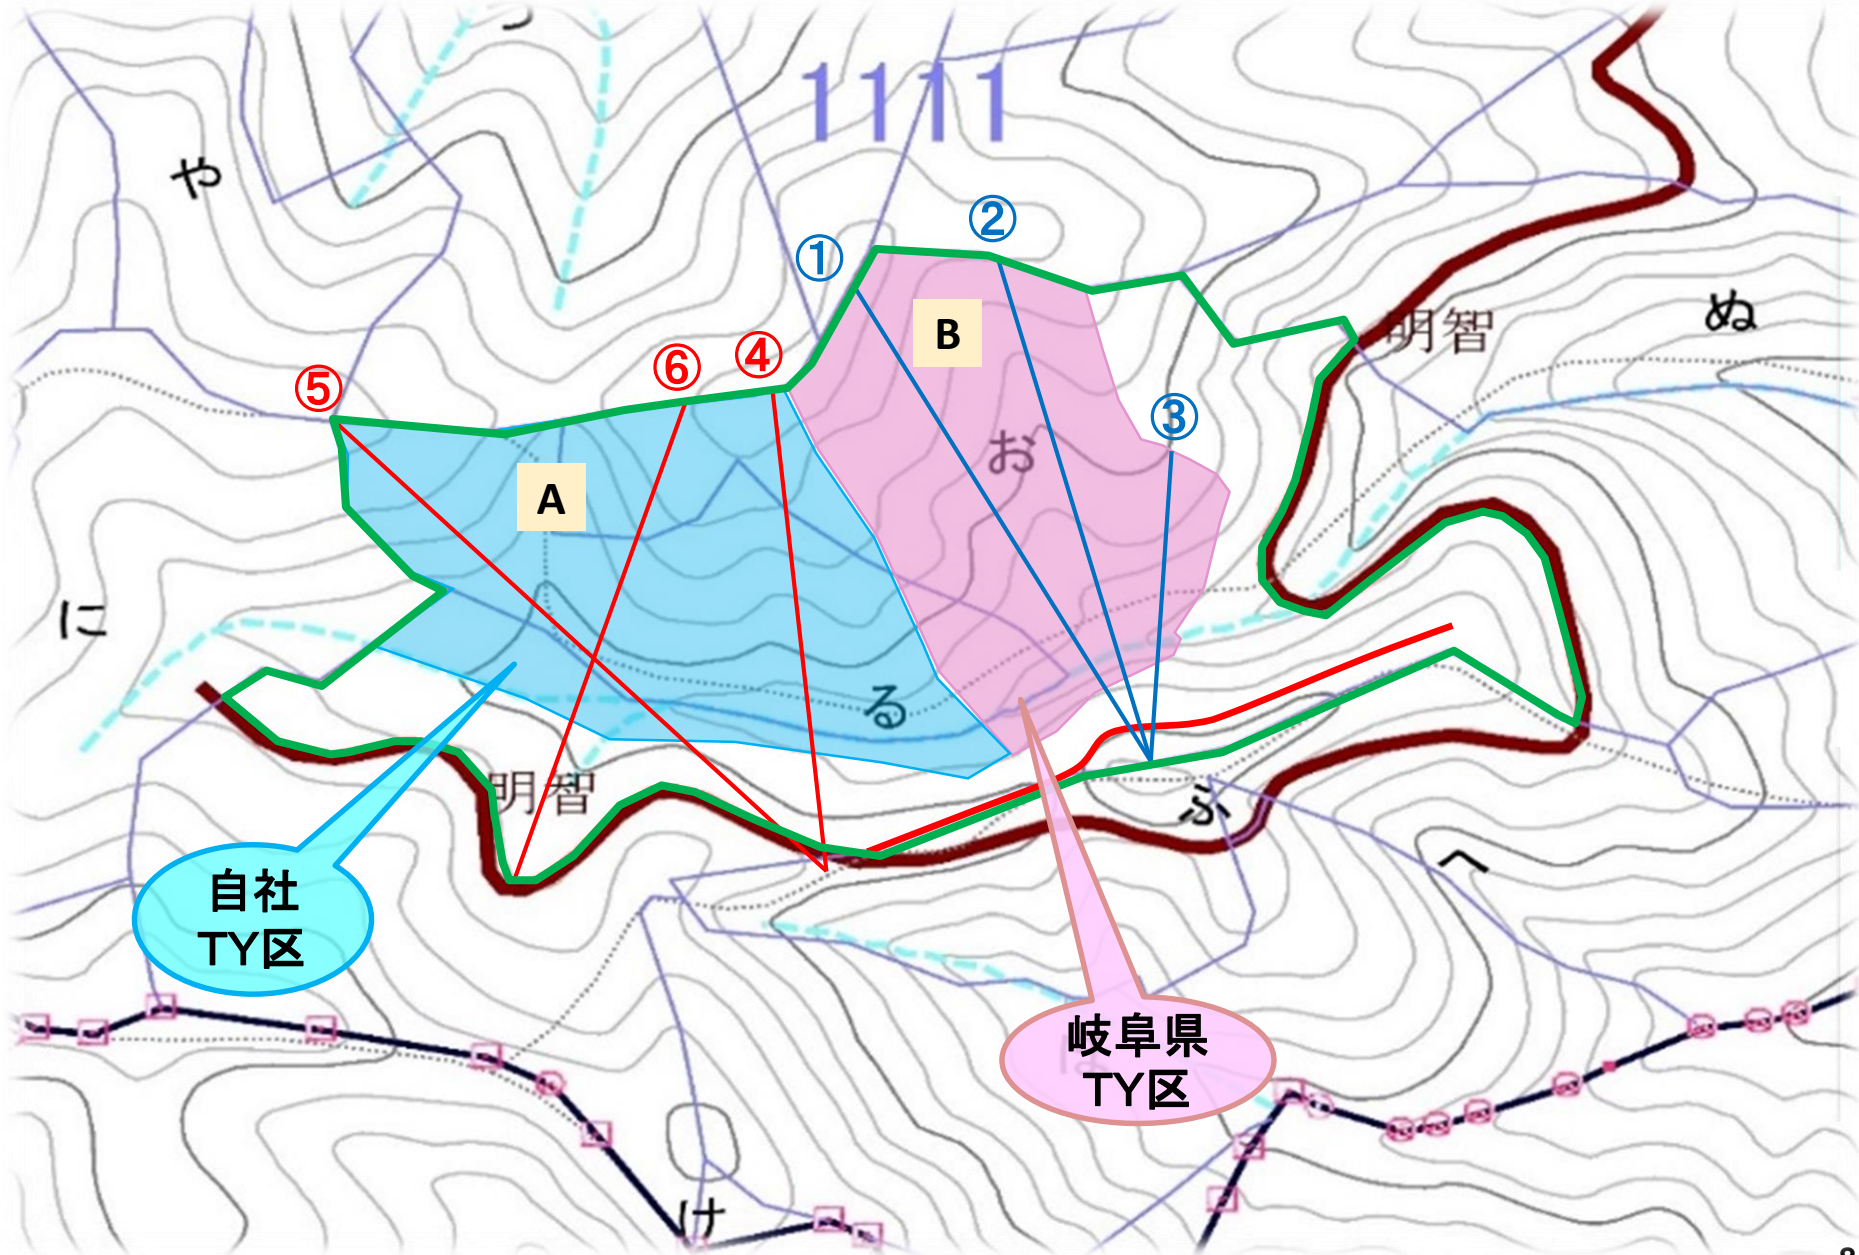 1111
や
②
①
B
ぬ
明智
⑥
④
⑤
③
お
A
に
る
明智
ふ
へ
自社
TY区
岐阜県
TY区
け